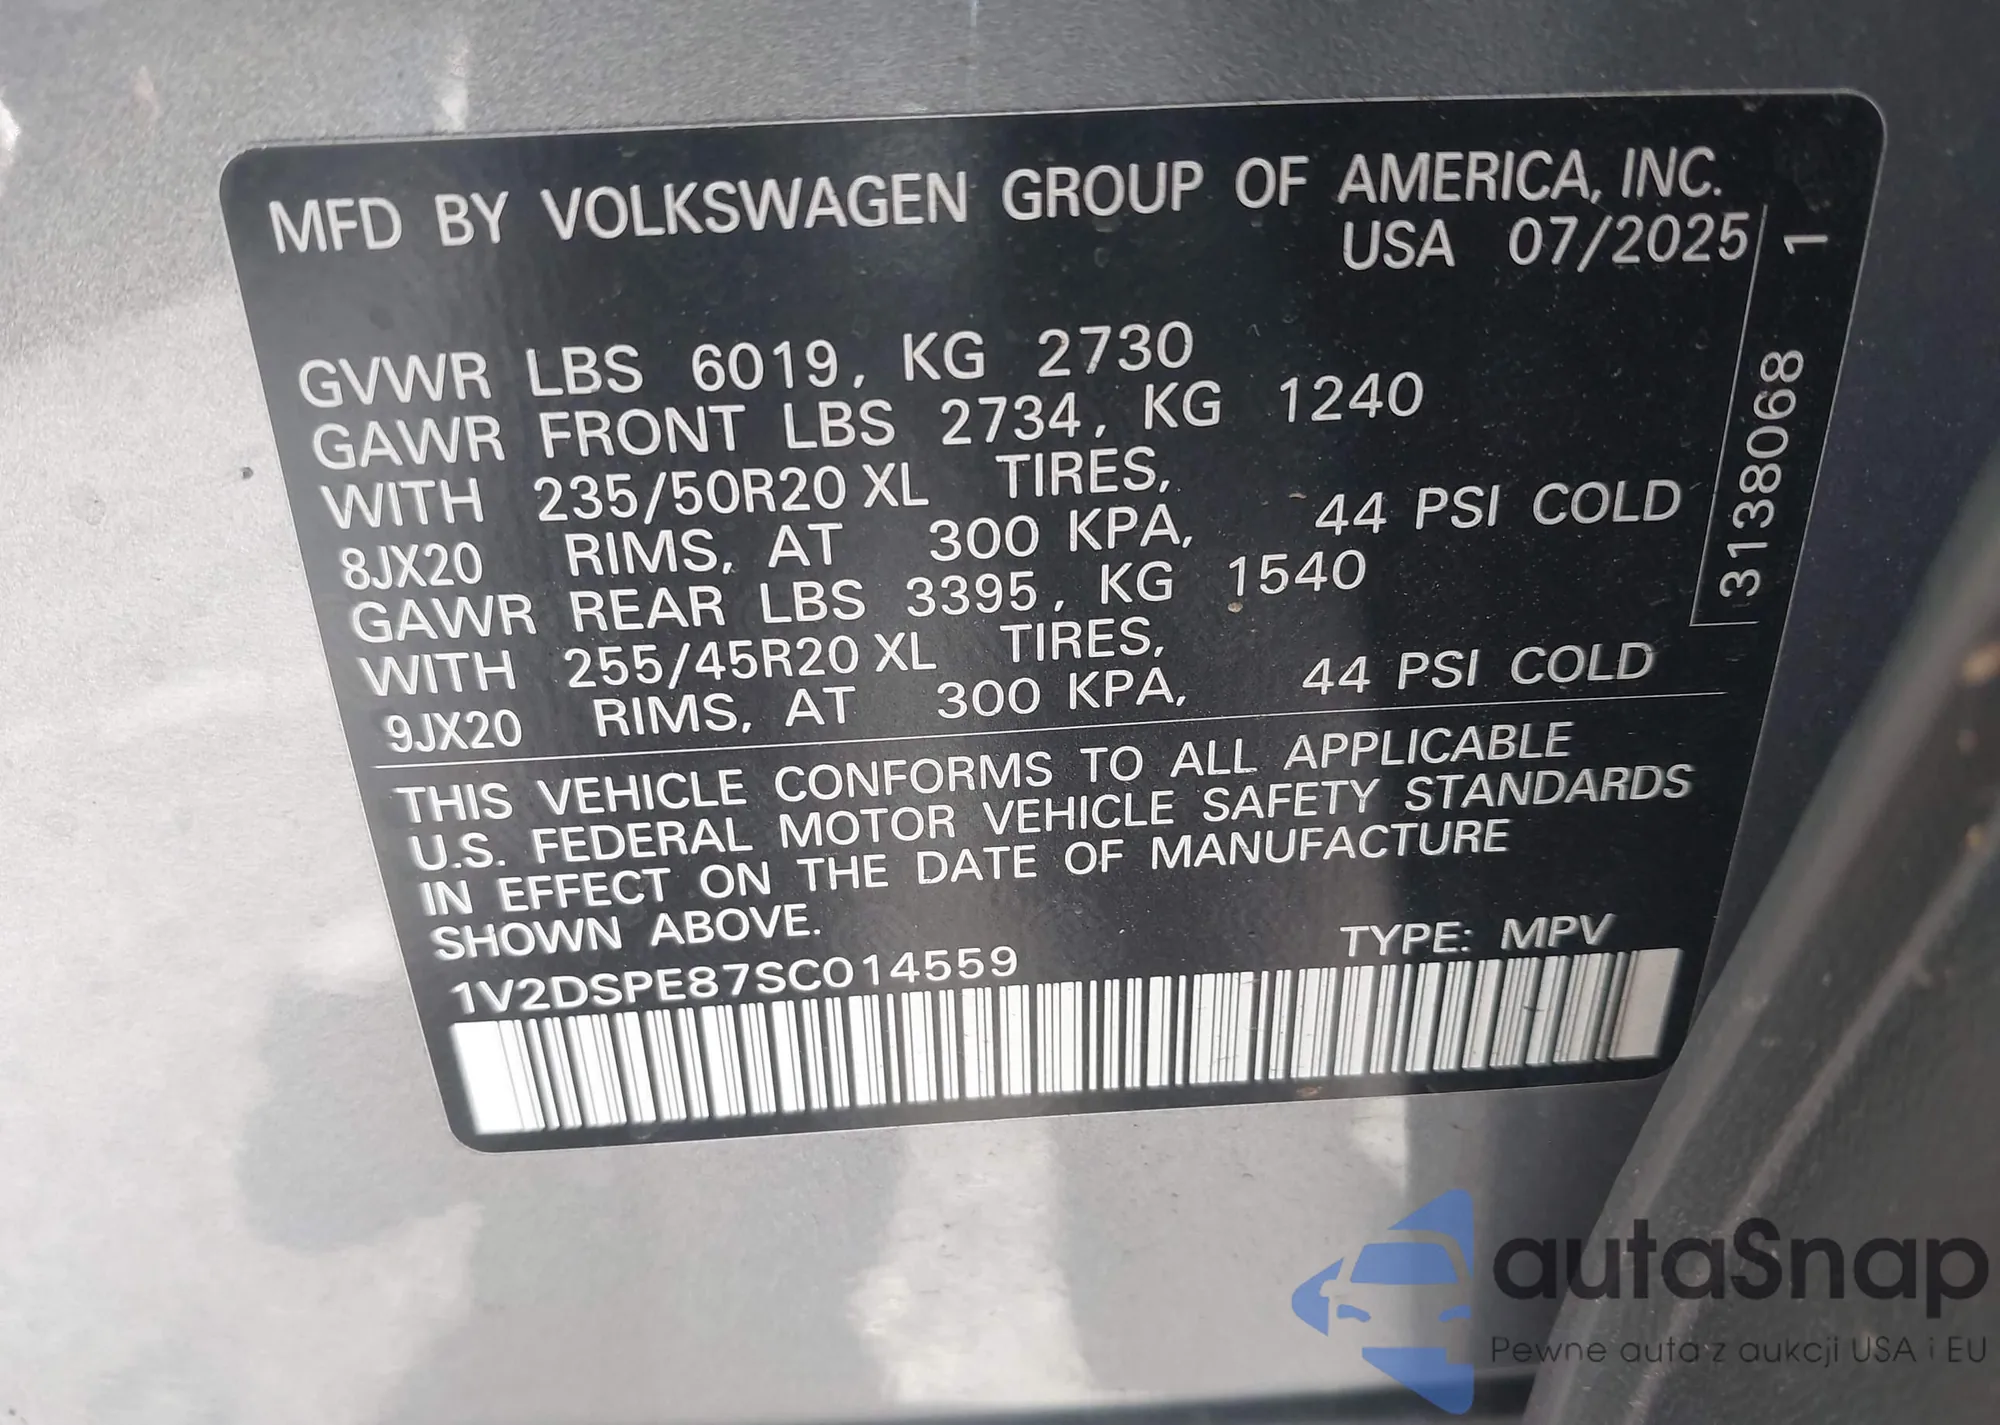 MFD BY VOLKSWAGEN GROUP OF AMERICA, INC.
USA 07/2025
GVWR LBS 6019, KG 2730
GAWR FRONT LBS 2734, KG 1240
WITH 235/50R20 XL TIRES,
8JX20 RIMS, AT 300 KPA, 44 PSI COLD
GAWR REAR LBS 3395, KG 1540
WITH 255/45R20 XL TIRES,
9JX20 RIMS, AT 300 KPA, 44 PSI COLD
3138068 1
THIS VEHICLE CONFORMS TO ALL APPLICABLE
U.S. FEDERAL MOTOR VEHICLE SAFETY STANDARDS
IN EFFECT ON THE DATE OF MANUFACTURE
SHOWN ABOVE.
1V2DSPE87SC014559 TYPE: MPV
autaSnap
Pewne auta z aukcji USA i EU